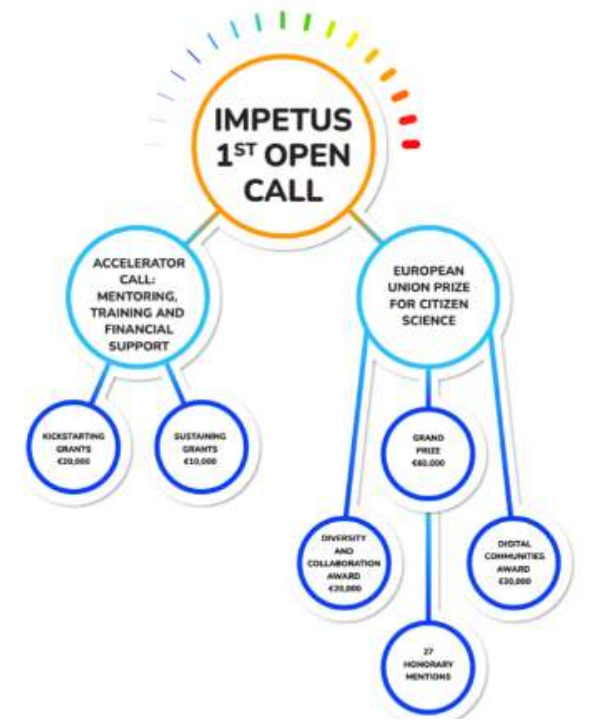 IMPETUS
1ST OPEN
CALL
ACCELERATOR
CALL:
MENTORING,
TRAINING AND
FINANCIAL
SUPPORT
EUROPEAN
UNION PRIZE
FOR CITIZEN
SCIENCE
KICKSTARTING
GRANTS
€20,000
SUSTAINING
GRANTS
€10,000
GRAND
PRIZE
€60,000
DIVERSITY
AND
COLLABORATION
AWARD
€20,000
DIGITAL
COMMUNITIES
AWARD
€20,000
27
HONORARY
MENTIONS